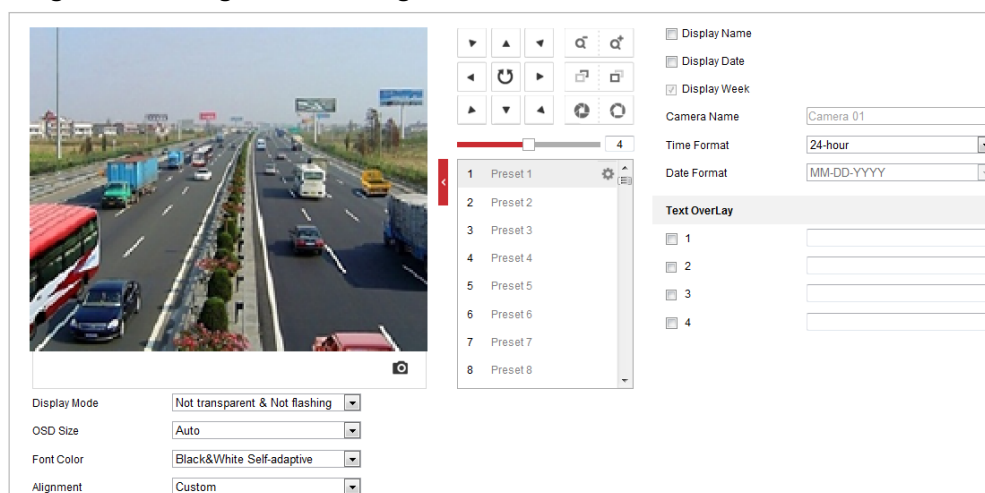 Display Name
Display Date
Display Week
Camera Name Camera 01
4
Time Format 24-hour
1 Preset 1
Date Format MM-DD-YYYY
2 Preset 2
Text OverLay
3 Preset 3
1
4 Preset 4
2
5 Preset 5
3
6 Preset 6
4
7 Preset 7
8 Preset 8
Display Mode Not transparent & Not flashing
OSD Size Auto
Font Color Black&White Self-adaptive
Alignment Custom